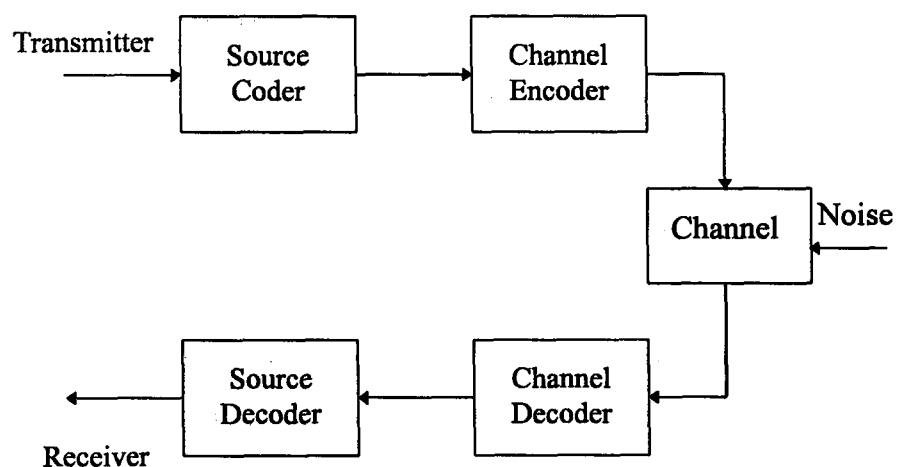 Transmitter
Source
Coder
Channel
Encoder
Channel
Noise
Source
Decoder
Channel
Decoder
Receiver